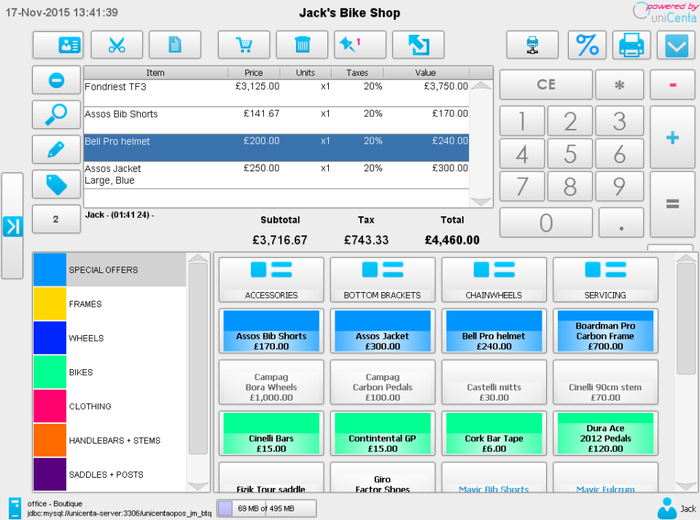 17-Nov-2015 13:41:39
Jack's Bike Shop
powered by
uniCenta
1
Item Price Units Taxes Value
Fondriest TF3 £3,125.00 x1 20% £3,750.00
Assos Bib Shorts £141.67 x1 20% £170.00
Bell Pro helmet £200.00 x1 20% £240.00
Assos Jacket £250.00 x1 20% £300.00
Large, Blue
2
Jack - (01:41 24) -
Subtotal Tax Total
£3,716.67 £743.33 £4,460.00
CE * -
1 2 3
+
4 5 6
7 8 9
=
0 .
SPECIAL OFFERS
FRAMES
WHEELS
BIKES
CLOTHING
HANDLEBARS + STEMS
SADDLES + POSTS
ACCESSORIES BOTTOM BRACKETS CHAINWHEELS SERVICING
Assos Bib Shorts
£170.00
Assos Jacket
£300.00
Bell Pro helmet
£240.00
Boardman Pro
Carbon Frame
£700.00
Campag
Bora Wheels
£1,000.00
Campag
Carbon Pedals
£100.00
Castelli mitts
£30.00
Cinelli 90cm stem
£70.00
Cinelli Bars
£15.00
Contintental GP
£15.00
Cork Bar Tape
£6.00
Dura Ace
2012 Pedals
£120.00
Fizik Tour saddle
Giro
Factor Shoes
Mavic Bib Shorts
Mavic Fulcrum
office - Boutique
jdbc:mysql://unicenta-server:3306/unicentaopos_jm_btq
69 MB of 495 MB
Jack